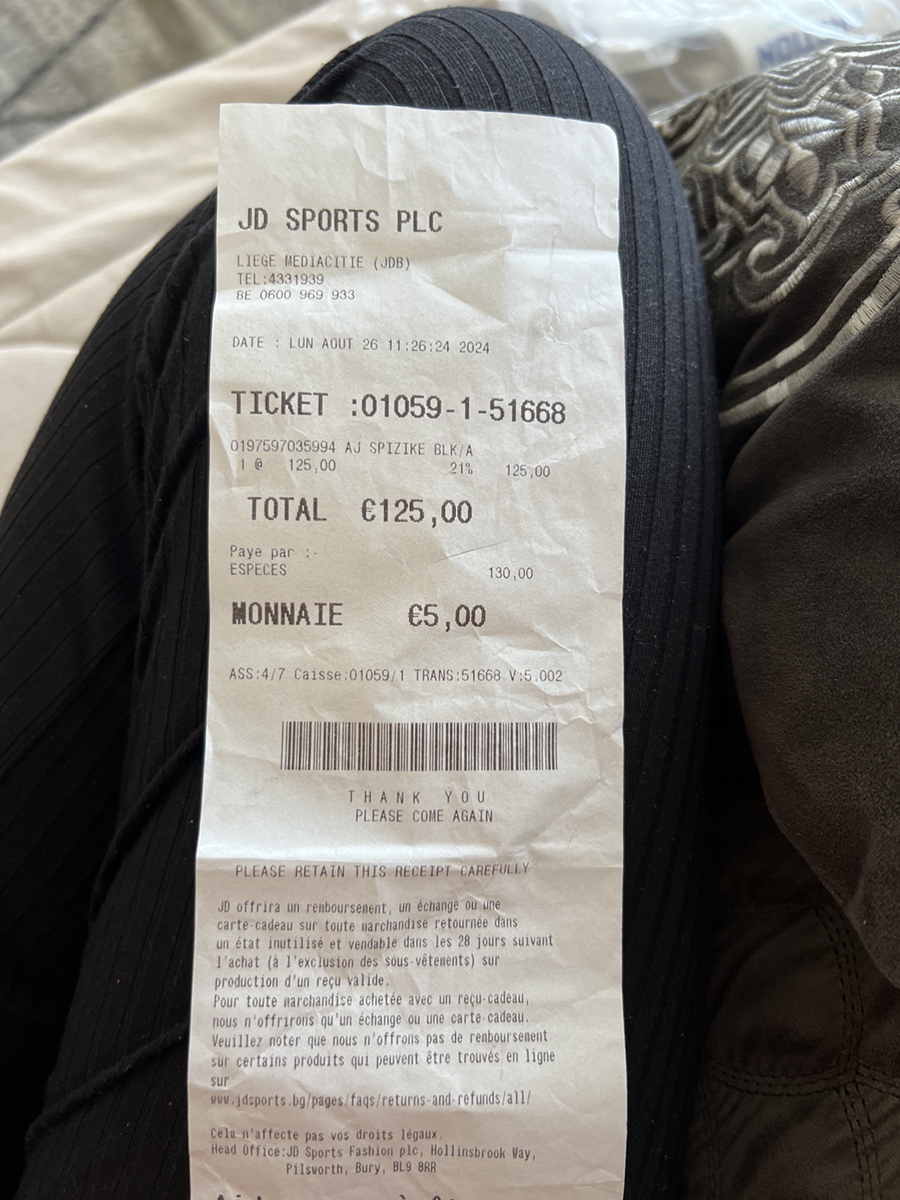 JD SPORTS PLC
LIEGE MEDIACITIE (JDB)
TEL:4331939
BE 0600 969 933
DATE : LUN AOUT 26 11:26:24 2024
TICKET :01059-1-51668
0197597035994 AJ SPIZIKE BLK/A
1 @ 125,00 21% 125,00
TOTAL €125,00
Paye par :-
ESPECES 130,00
MONNAIE €5,00
ASS:4/7 Caisse:01059/1 TRANS:51668 V:5.002
THANK YOU
PLEASE COME AGAIN
PLEASE RETAIN THIS RECEIPT CAREFULLY
JD offrira un remboursement, un échange ou une
carte-cadeau sur toute marchandise retournée dans
un état inutilisé et vendable dans les 28 jours suivant
l'achat (à l'exclusion des sous-vêtements) sur
production d'un reçu valide.
Pour toute marchandise achetée avec un reçu-cadeau,
nous n'offrirons qu'un échange ou une carte-cadeau.
Veuillez noter que nous n'offrons pas de remboursement
sur certains produits qui peuvent être trouvés en ligne
sur
www.jdsports.bg/pages/faqs/returns-and-refunds/all/
Cela n'affecte pas vos droits légaux.
Head Office:JD Sports Fashion plc, Hollinsbrook Way,
Pilsworth, Bury, BL9 8RR